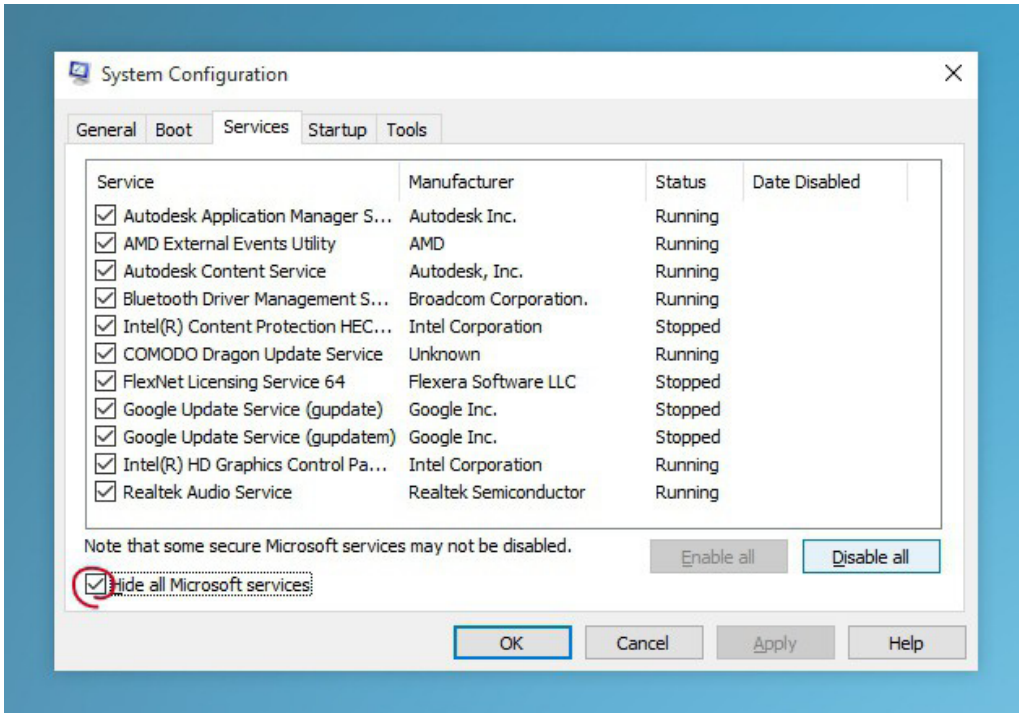 System Configuration
General Boot Services Startup Tools
Service Manufacturer Status Date Disabled
Autodesk Application Manager S... Autodesk Inc. Running
AMD External Events Utility AMD Running
Autodesk Content Service Autodesk, Inc. Running
Bluetooth Driver Management S... Broadcom Corporation. Running
Intel(R) Content Protection HEC... Intel Corporation Stopped
COMODO Dragon Update Service Unknown Running
FlexNet Licensing Service 64 Flexera Software LLC Stopped
Google Update Service (gupdate) Google Inc. Stopped
Google Update Service (gupdatem) Google Inc. Stopped
Intel(R) HD Graphics Control Pa... Intel Corporation Running
Realtek Audio Service Realtek Semiconductor Running
Note that some secure Microsoft services may not be disabled.
Enable all Disable all
Hide all Microsoft services
OK Cancel Apply Help